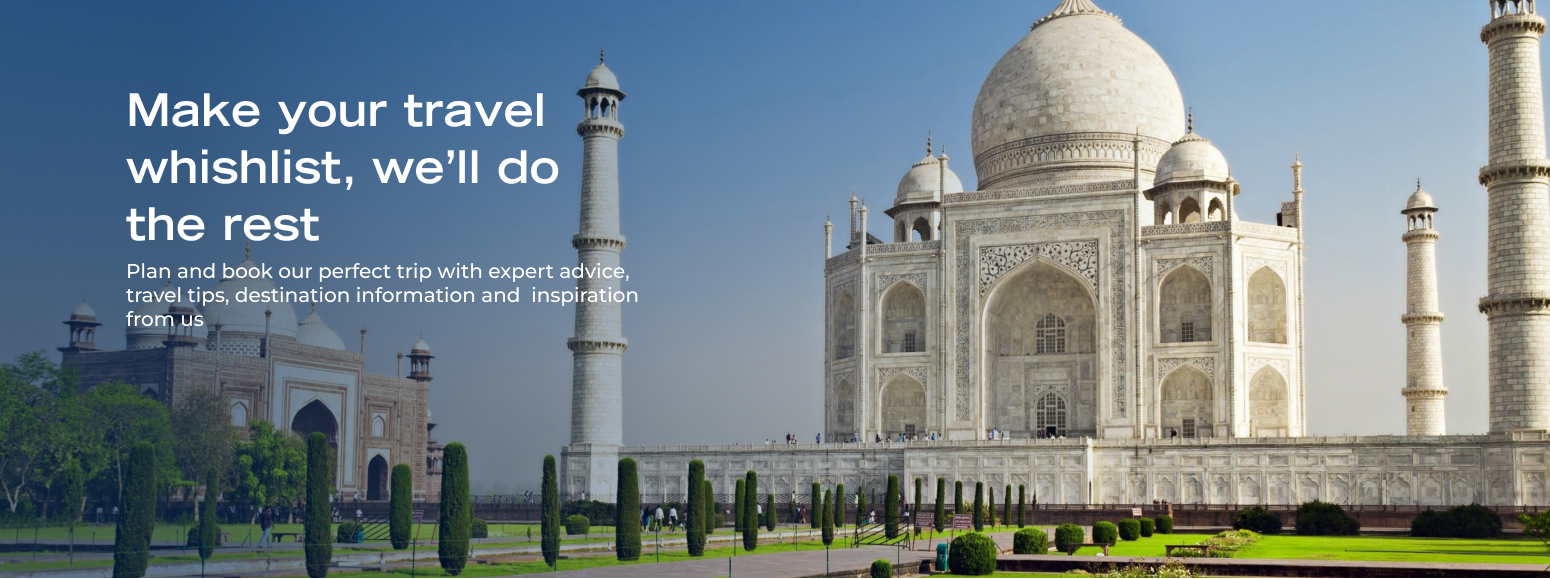 Make your travel
whishlist, we’ll do
the rest
Plan and book our perfect trip with expert advice,
travel tips, destination information and  inspiration
from us